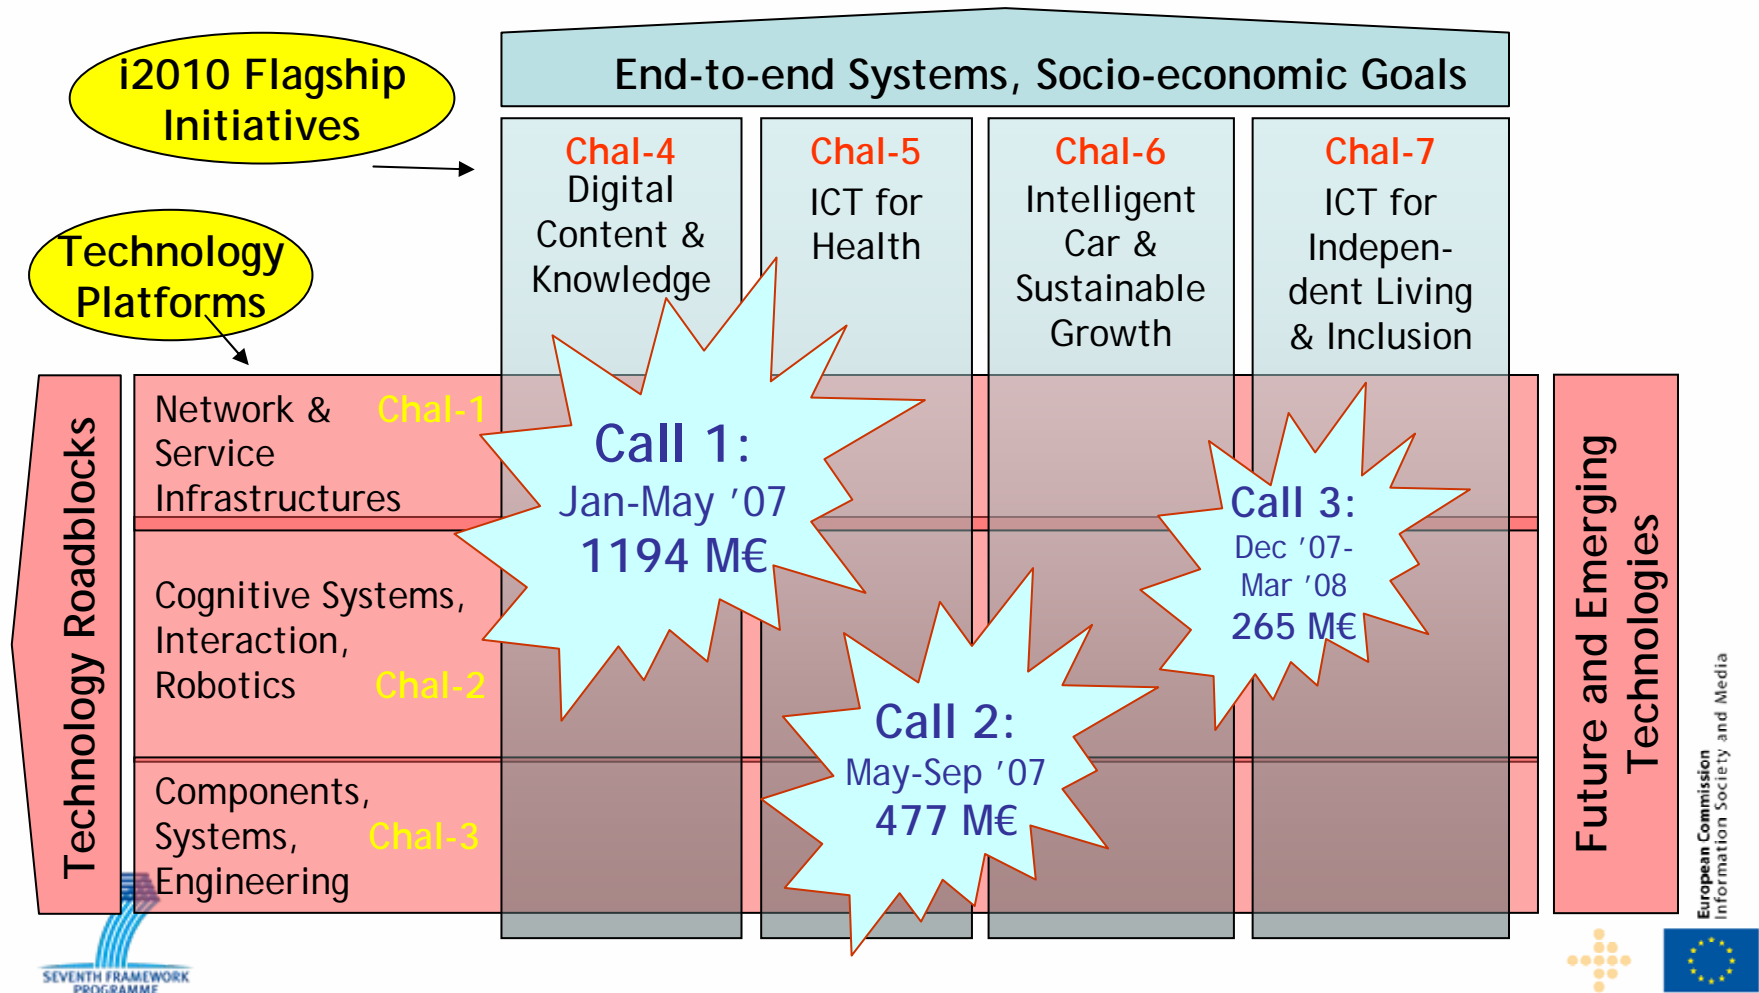 i2010 Flagship
Initiatives
End-to-end Systems, Socio-economic Goals
Technology
Platforms
Chal-4
Digital
Content &
Knowledge
Chal-5
ICT for
Health
Chal-6
Intelligent
Car &
Sustainable
Growth
Chal-7
ICT for
Indepen-
dent Living
& Inclusion
Technology Roadblocks
Network & Chal-1
Service
Infrastructures
Cognitive Systems,
Interaction,
Robotics Chal-2
Components,
Systems, Chal-3
Engineering
Call 1:
Jan-May ’07
1194 M€
Call 2:
May-Sep ’07
477 M€
Call 3:
Dec ’07-
Mar ’08
265 M€
Future and Emerging
Technologies
European Commission
Information Society and Media
SEVENTH FRAMEWORK
PROGRAMME